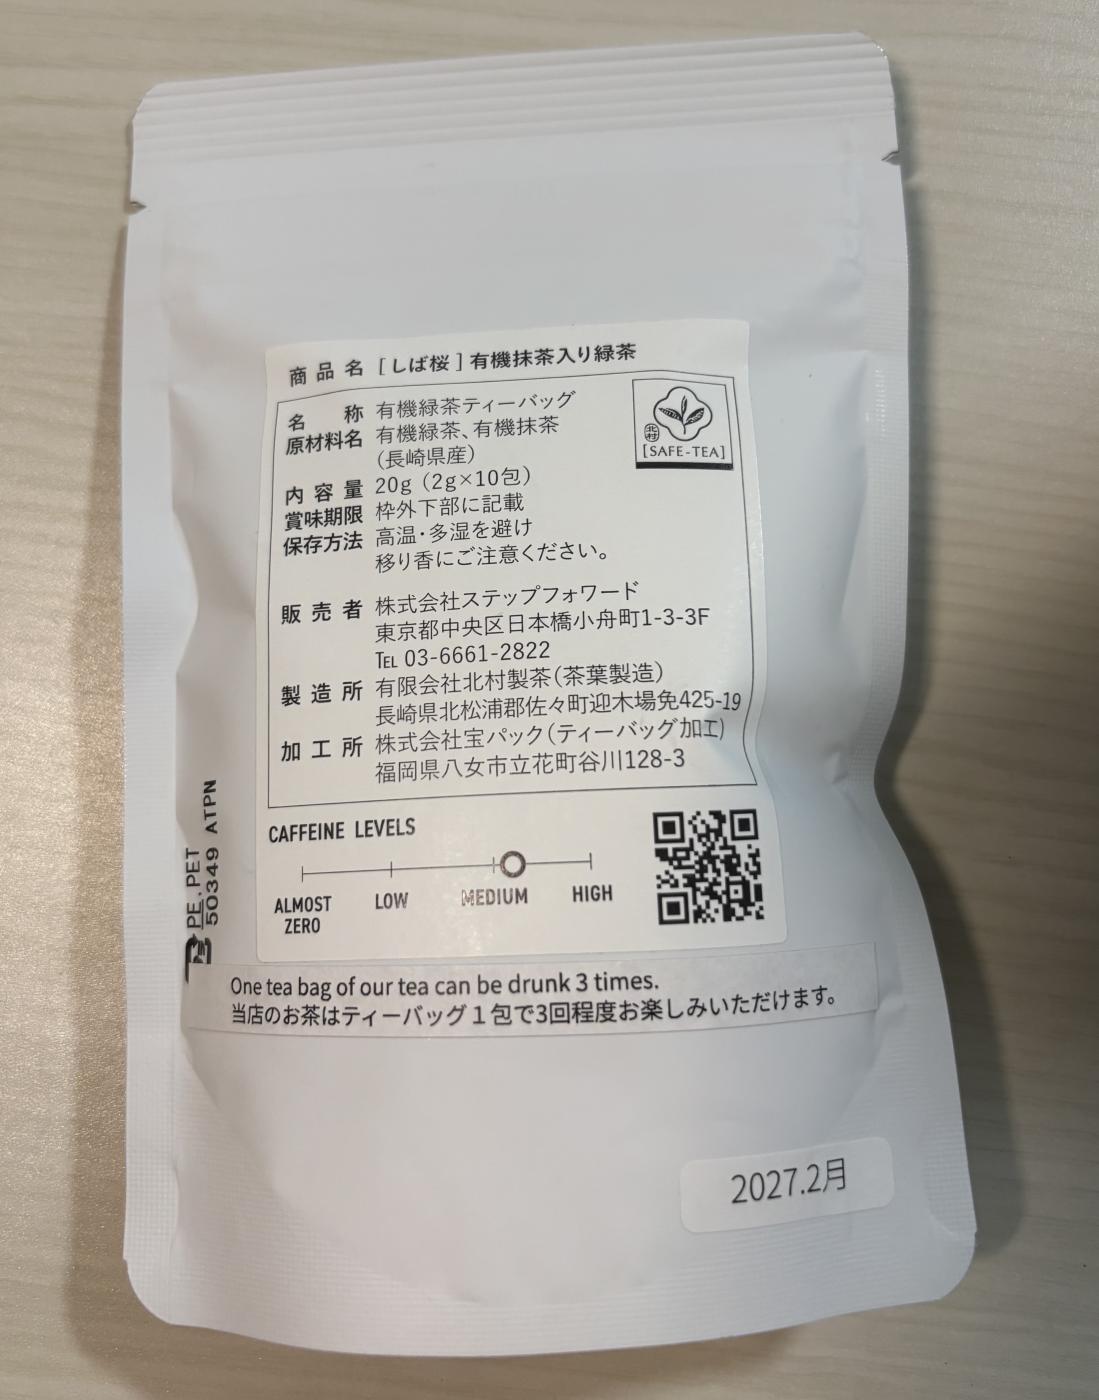 商品名 [しば桜]有機抹茶入り緑茶
名称 有機緑茶ティーバッグ
原材料名 有機緑茶、有機抹茶
(長崎県産)
北村
[SAFE-TEA]
内容量 20g (2g×10包)
賞味期限 枠外下部に記載
保存方法 高温・多湿を避け
移り香にご注意ください。
販売者 株式会社ステップフォワード
東京都中央区日本橋小舟町1-3-3F
TEL 03-6661-2822
製造所 有限会社北村製茶(茶葉製造)
長崎県北松浦郡佐々町迎木場免425-19
加工所 株式会社宝パック(ティーバッグ加工)
福岡県八女市立花町谷川128-3
CAFFEINE LEVELS
ALMOST ZERO
LOW
MEDIUM
HIGH
PE, PET
50349 ATPN
One tea bag of our tea can be drunk 3 times.
当店のお茶はティーバッグ1包で3回程度お楽しみいただけます。
2027.2月